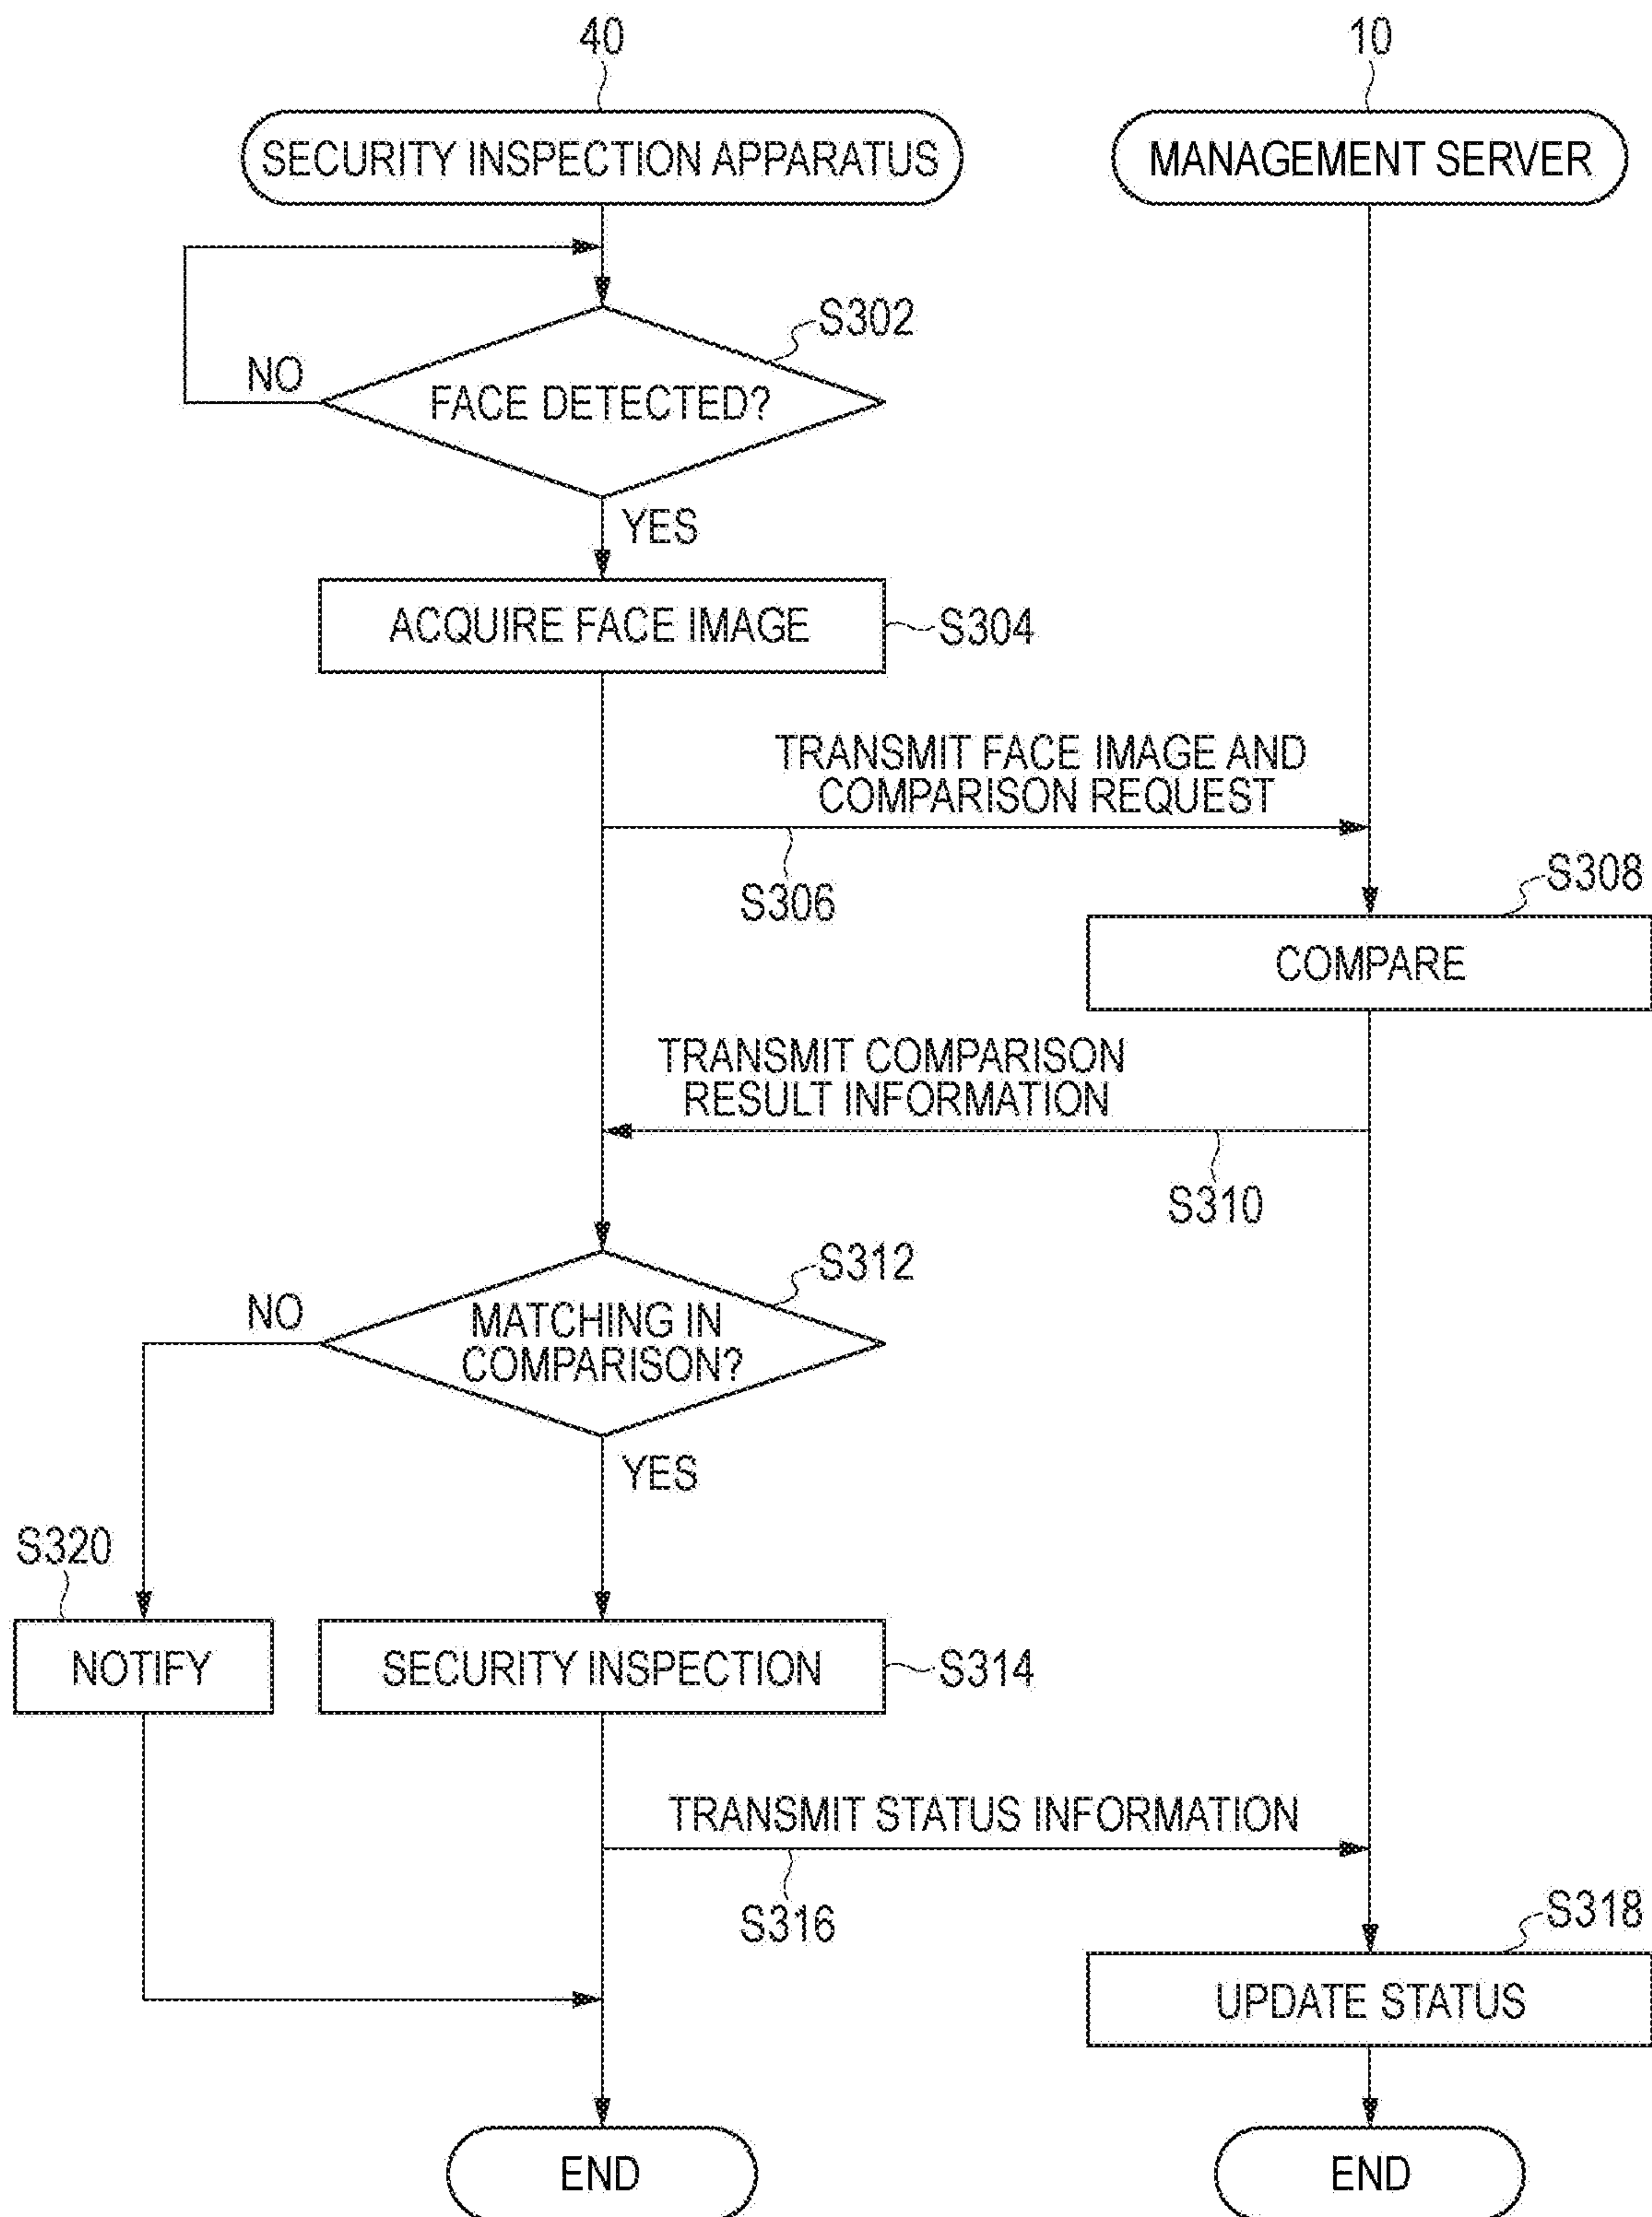 40
10
SECURITY INSPECTION APPARATUS
MANAGEMENT SERVER
S302
NO
FACE DETECTED?
YES
ACQUIRE FACE IMAGE
S304
TRANSMIT FACE IMAGE AND
COMPARISON REQUEST
S306
S308
COMPARE
TRANSMIT COMPARISON
RESULT INFORMATION
S310
S312
NO
MATCHING IN
COMPARISON?
YES
S320
NOTIFY
SECURITY INSPECTION
S314
TRANSMIT STATUS INFORMATION
S316
S318
UPDATE STATUS
END
END